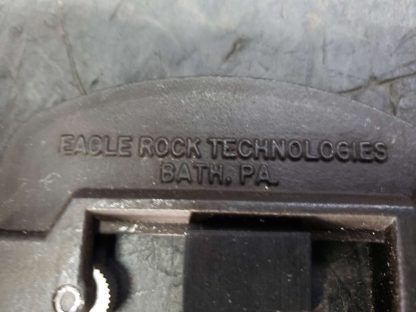 EAGLE ROCK TECHNOLOGIES
BATH, PA.